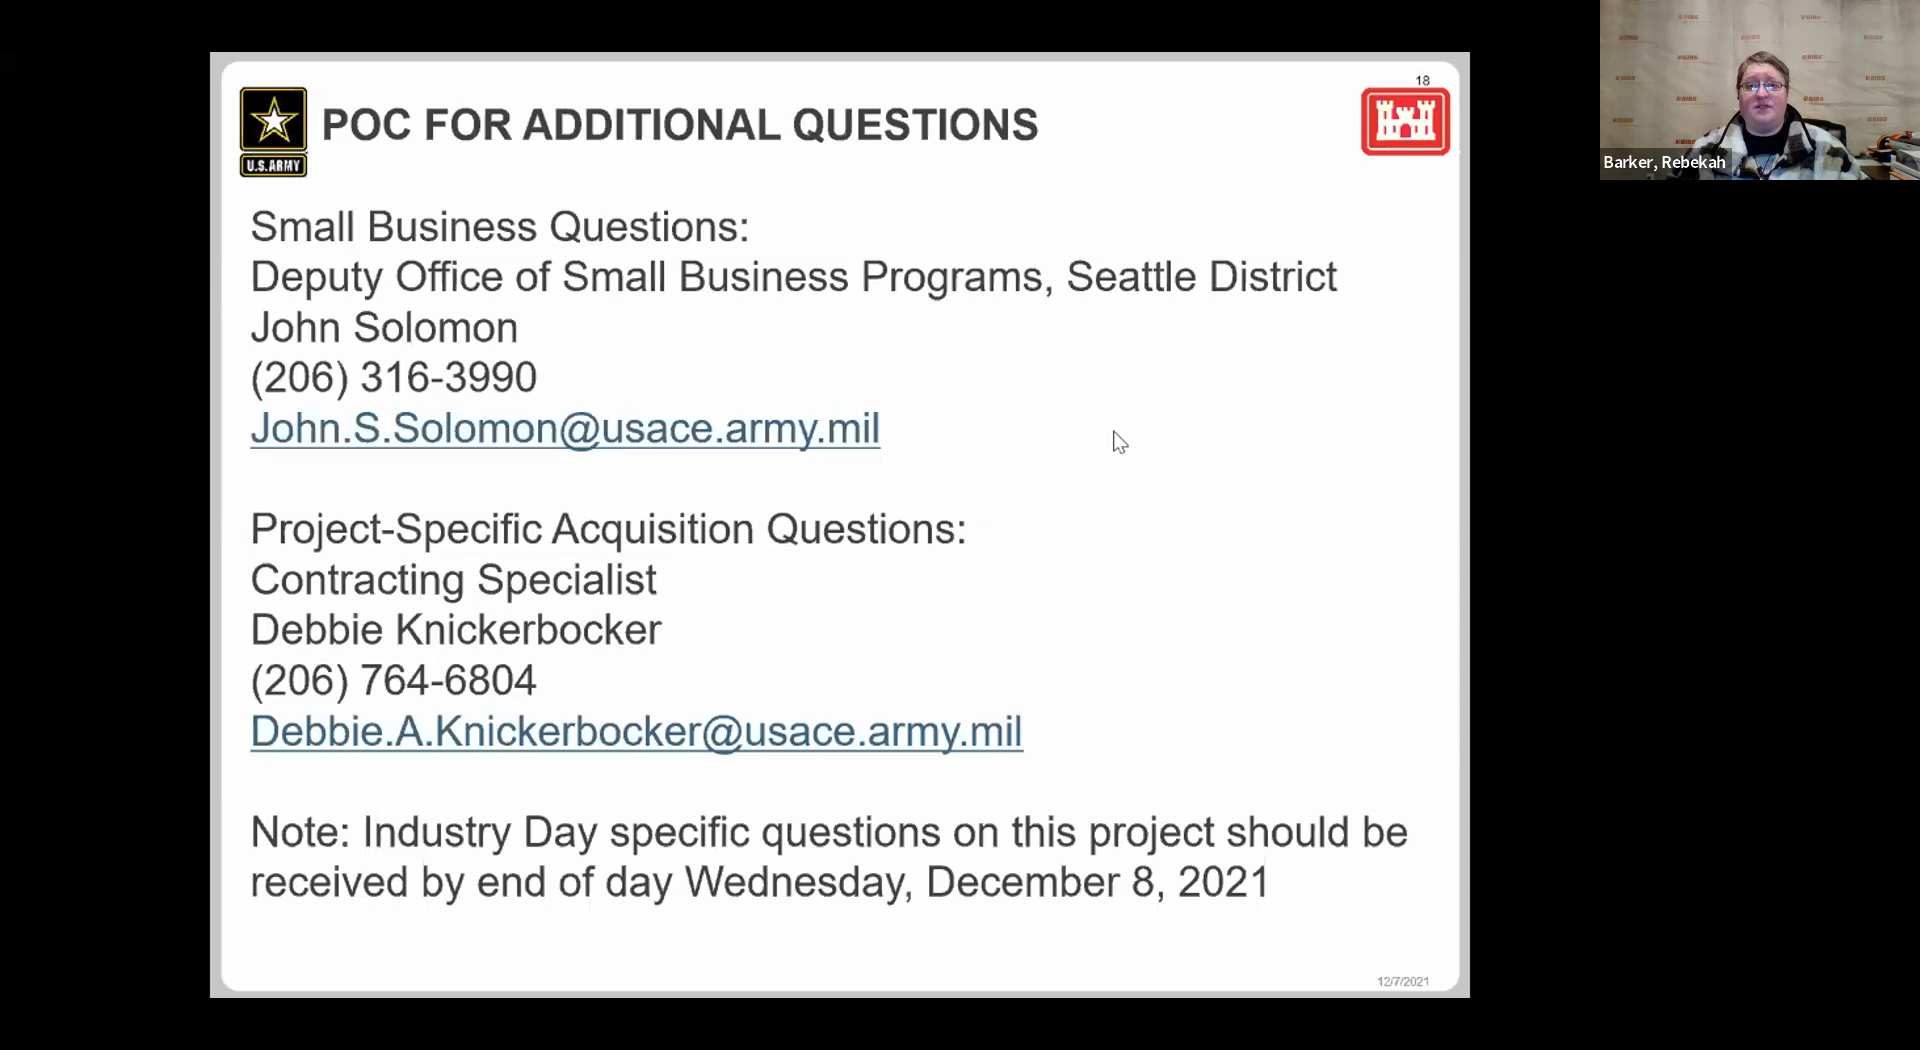 18
U.S.ARMY
POC FOR ADDITIONAL QUESTIONS
Small Business Questions:
Deputy Office of Small Business Programs, Seattle District
John Solomon
(206) 316-3990
John.S.Solomon@usace.army.mil
Project-Specific Acquisition Questions:
Contracting Specialist
Debbie Knickerbocker
(206) 764-6804
Debbie.A.Knickerbocker@usace.army.mil
Note: Industry Day specific questions on this project should be
received by end of day Wednesday, December 8, 2021
12/7/2021
Barker, Rebekah